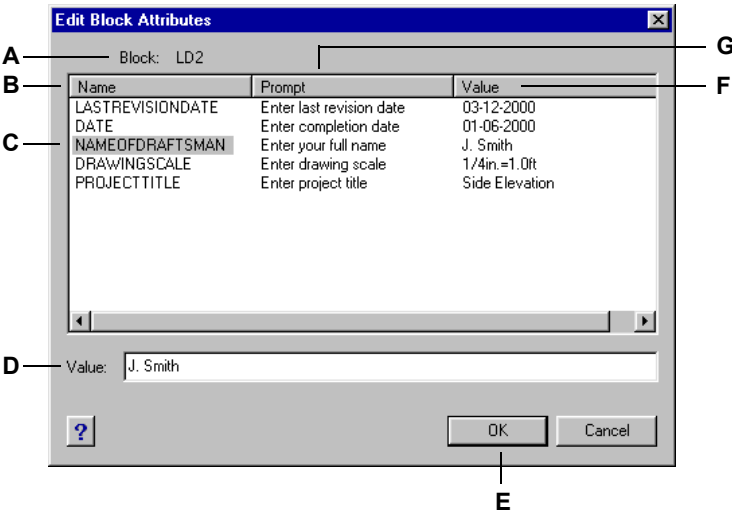 Edit Block Attributes
G
A Block: LD2
B Name Prompt Value F
LASTREVISIONDATE Enter last revision date 03-12-2000
DATE Enter completion date 01-06-2000
C NAMEOFDRAFTSMAN Enter your full name J. Smith
DRAWINGSCALE Enter drawing scale 1/4in.=1.0ft
PROJECTTITLE Enter project title Side Elevation
D Value: J. Smith
? OK Cancel
E